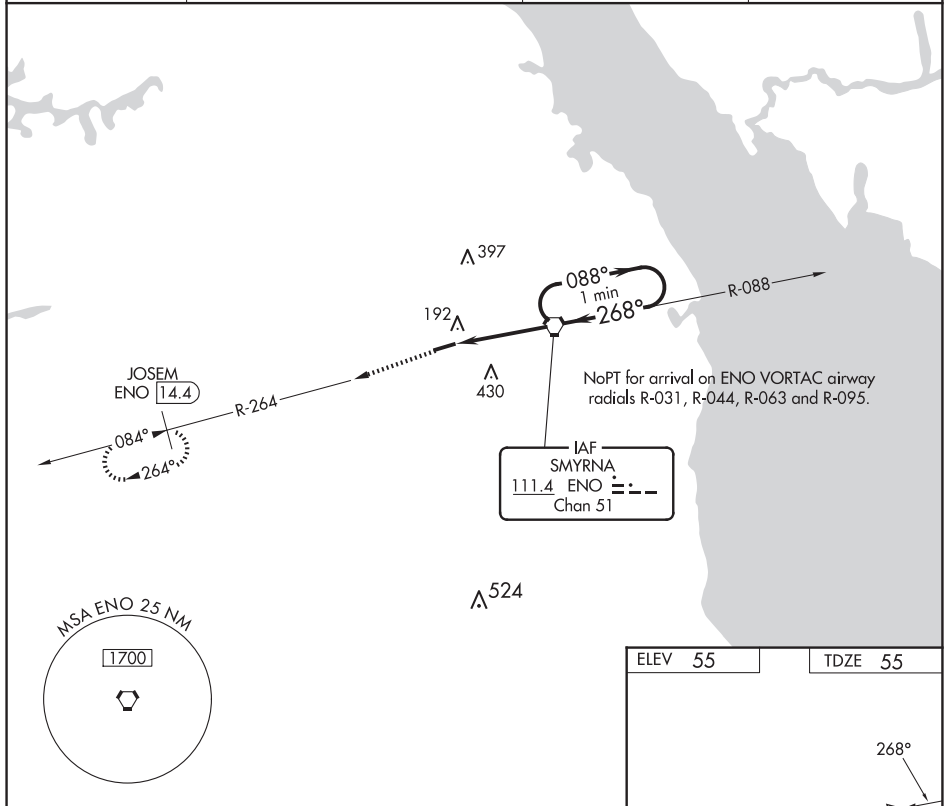 397
088°
1 min
268°
R-088
192
430
NoPT for arrival on ENO VORTAC airway
radials R-031, R-044, R-063 and R-095.
JOSEM
ENO 14.4
R-264
084°
264°
IAF
SMYRNA
111.4 ENO
Chan 51
524
MSA ENO 25 NM
1700
ELEV 55
TDZE 55
268°